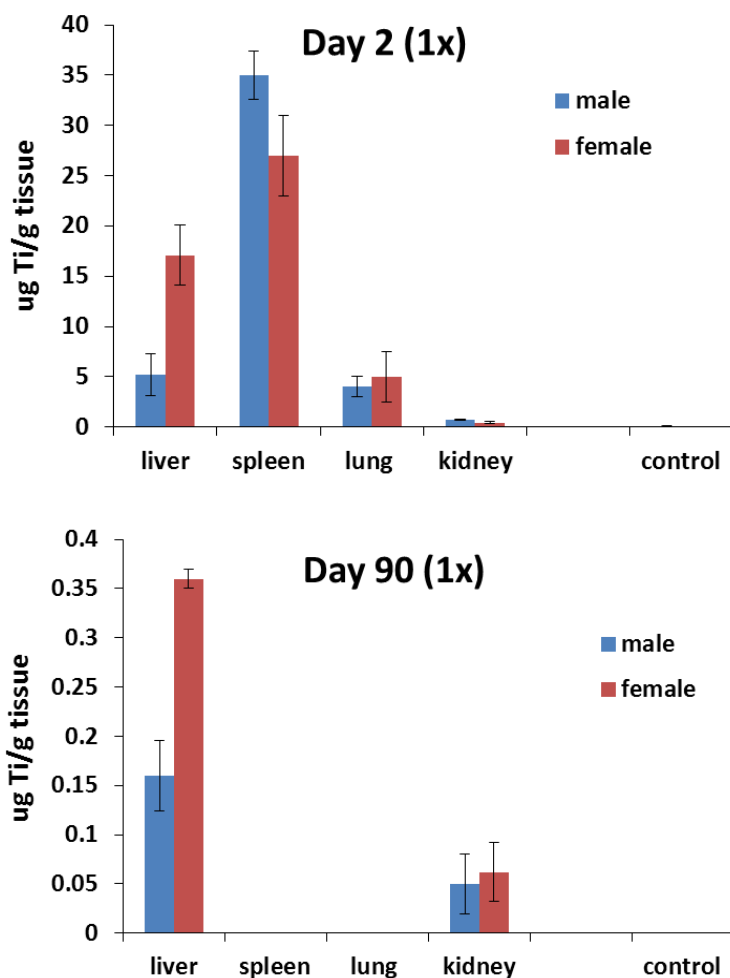 Day 2 (1x)
ug Ti/g tissue
40
35
30
25
20
15
10
5
0
male
female
liver spleen lung kidney control
Day 90 (1x)
ug Ti/g tissue
0.4
0.35
0.3
0.25
0.2
0.15
0.1
0.05
0
male
female
liver spleen lung kidney control